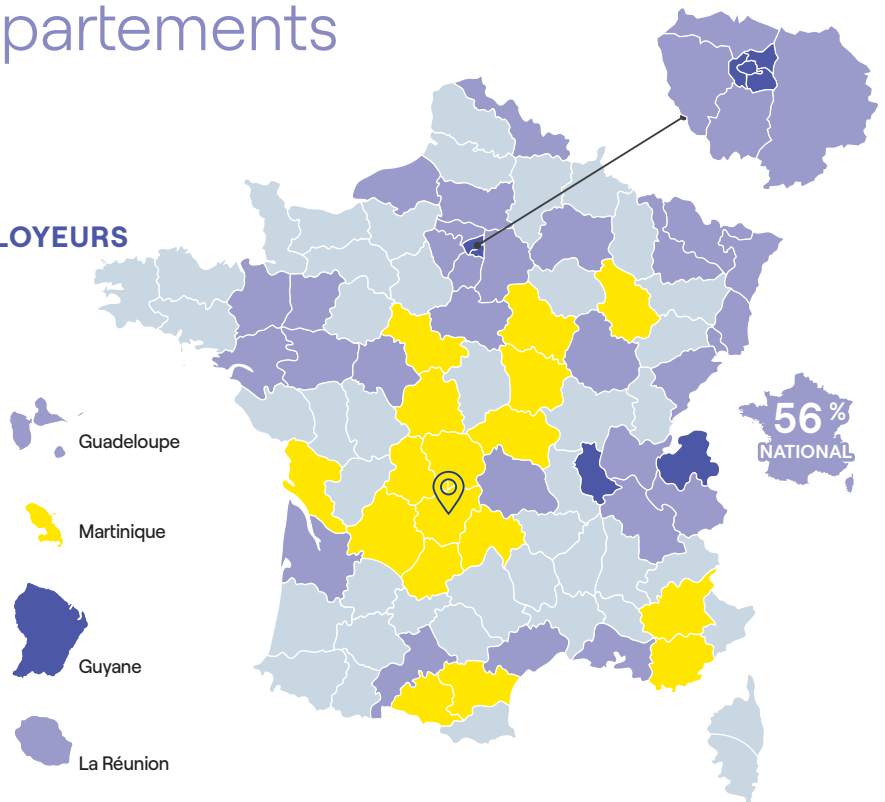 partements
LOYEURS
Guadeloupe
Martinique
Guyane
La Réunion
56 %
NATIONAL